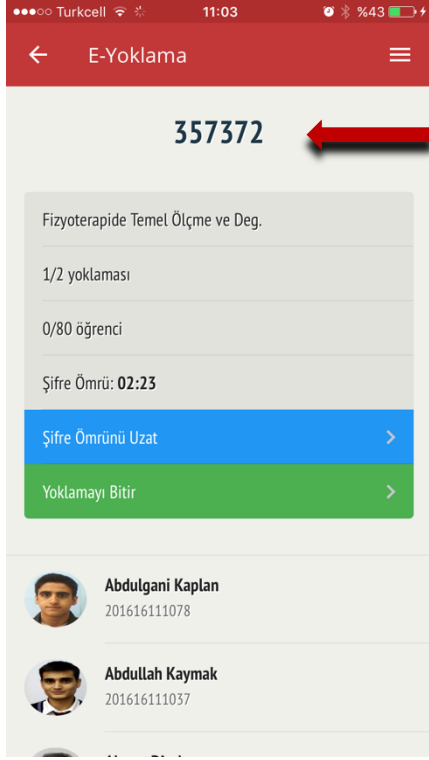 Turkcell 11:03 %43
E-Yoklama
357372
Fizyoterapide Temel Ölçme ve Deg.
1/2 yoklaması
0/80 öğrenci
Şifre Ömrü: 02:23
Şifre Ömrünü Uzat
Yoklamayı Bitir
Abdulgani Kaplan
201616111078
Abdullah Kaymak
201616111037